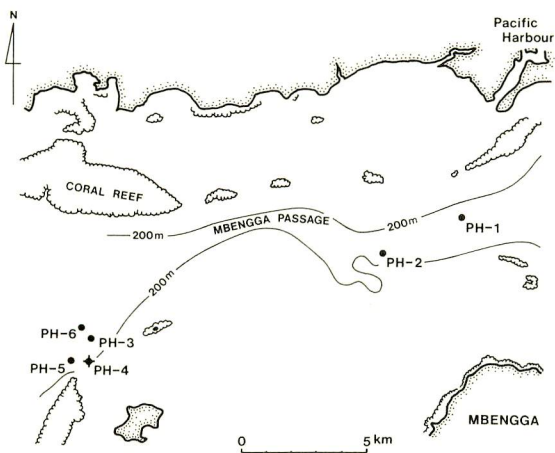 N
Pacific
Harbour
CORAL REEF
200m
MBENGGA PASSAGE
200m
PH-1
PH-2
200m
PH-6
PH-3
PH-5
PH-4
MBENGGA
0 5 km